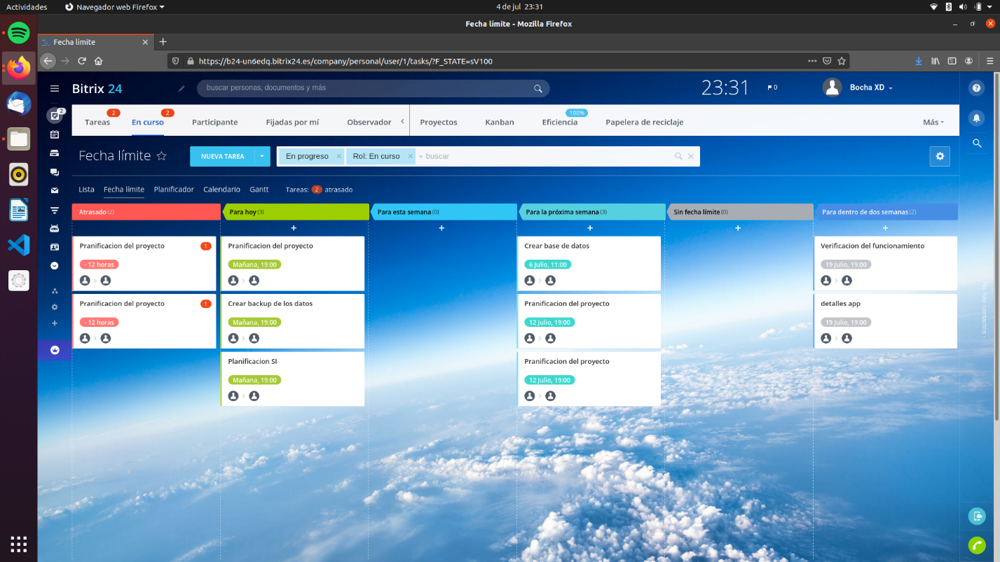 Actividades
Navegador web Firefox
4 de jul 23:31
Fecha límite - Mozilla Firefox
24 Fecha límite
https://b24-un6edq.bitrix24.es/company/personal/user/1/tasks/?F_STATE=sV100
Bitrix 24
buscar personas, documentos y más
23:31
0
Bocha XD
2
2
2
100%
Tareas
En curso
Participante
Fijadas por mí
Observador
Proyectos
Kanban
Eficiencia
Papelera de reciclaje
Más
Fecha límite
NUEVA TAREA
En progreso
Rol: En curso
+ buscar
Lista
Fecha límite
Planificador
Calendario
Gantt
Tareas: 2 atrasado
Atrasado (2)
Para hoy (3)
Para esta semana (0)
Para la próxima semana (3)
Sin fecha límite (0)
Para dentro de dos semanas (2)
Pranificacion del proyecto 1
- 12 horas
Pranificacion del proyecto 1
- 12 horas
Pranificacion del proyecto
Mañana, 19:00
Crear backup de los datos
Mañana, 19:00
Planificacion SI
Mañana, 19:00
Crear base de datos
6 Julio, 11:00
Pranificacion del proyecto
12 Julio, 19:00
Pranificacion del proyecto
12 Julio, 19:00
Verificacion del funcionamiento
19 Julio, 19:00
detalles app
19 Julio, 19:00
- No hay contactos -